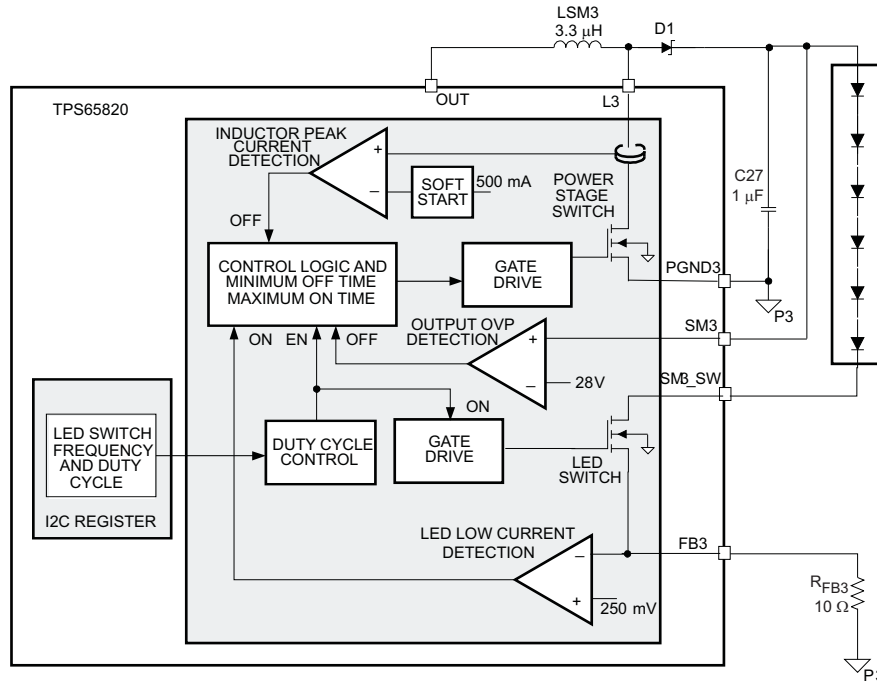 LSM3
3.3 μH
D1
OUT
L3
TPS65820
INDUCTOR PEAK
CURRENT
DETECTION
+
–
SOFT
START
500 mA
POWER
STAGE
SWITCH
C27
1 μF
OFF
CONTROL LOGIC AND
MINIMUM OFF TIME
MAXIMUM ON TIME
GATE
DRIVE
PGND3
P3
ON
EN
OFF
OUTPUT OVP
DETECTION
+
–
28V
SM3
SM3_SW
ON
LED SWITCH
FREQUENCY
AND DUTY
CYCLE
I2C REGISTER
DUTY CYCLE
CONTROL
GATE
DRIVE
LED
SWITCH
LED LOW CURRENT
DETECTION
–
+
250 mV
FB3
RFB3
10 Ω
P3